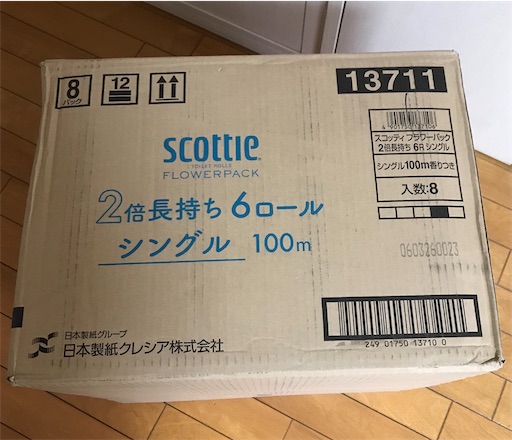 8
パック
12
13711
スコッティ フラワーパック
2倍長持ち 6R シングル
シングル100m香りつき
入数:8
SCOTTIE®
TOILET ROLLS
FLOWERPACK
2倍長持ち 6ロール
シングル 100m
0603260023
日本製紙グループ
日本製紙クレシア株式会社
249 01750 13710 0